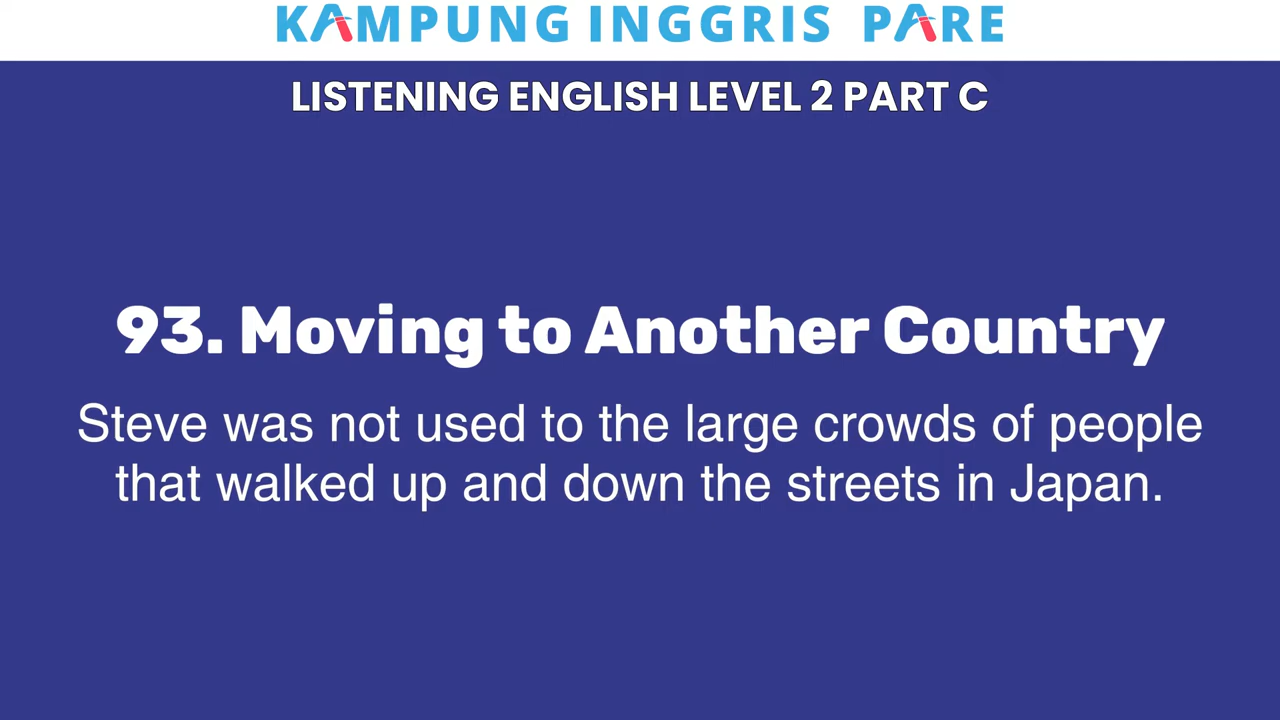 KAMPUNG INGGRIS PARE
LISTENING ENGLISH LEVEL 2 PART C
93. Moving to Another Country
Steve was not used to the large crowds of people
that walked up and down the streets in Japan.